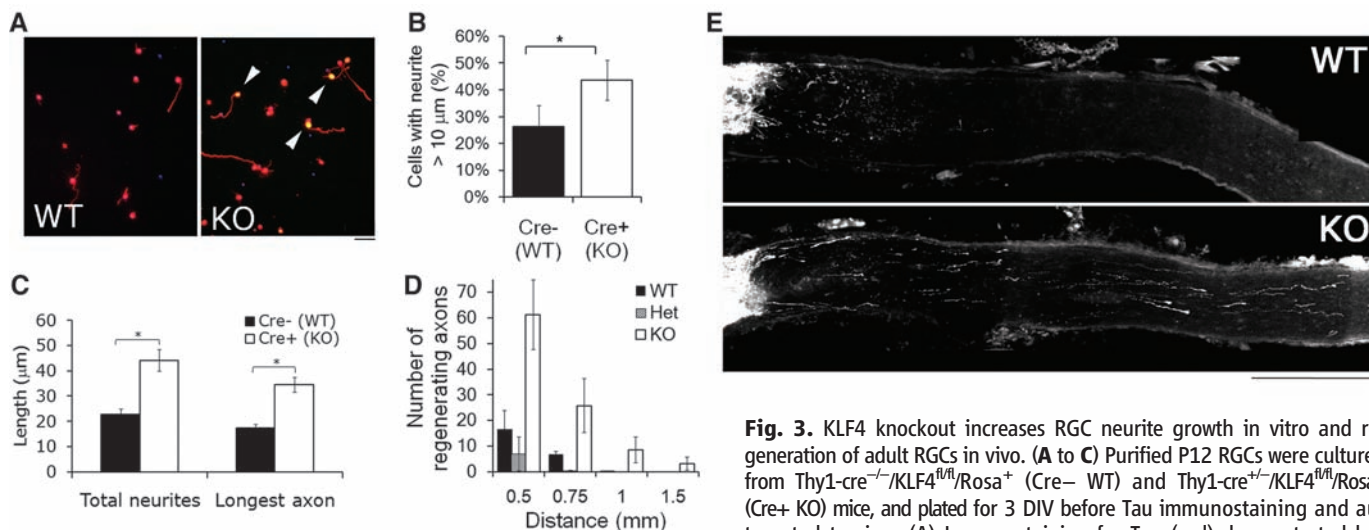 A
WT
KO
B
Cells with neurite
> 10 µm (%)
60%
50%
40%
30%
20%
10%
0%
*
Cre-
(WT)
Cre+
(KO)
C
Length (µm)
60
50
40
30
20
10
0
Cre- (WT)
Cre+ (KO)
*
*
Total neurites
Longest axon
D
Number of
regenerating axons
70
60
50
40
30
20
10
0
WT
Het
KO
0.5
0.75
1
1.5
Distance (mm)
E
WT
KO
Fig. 3. KLF4 knockout increases RGC neurite growth in vitro and r
generation of adult RGCs in vivo. (A to C) Purified P12 RGCs were culture
from Thy1-cre−/−/KLF4fl/fl/Rosa+ (Cre− WT) and Thy1-cre+/−/KLF4fl/fl/Rosa
(Cre+ KO) mice, and plated for 3 DIV before Tau immunostaining and a